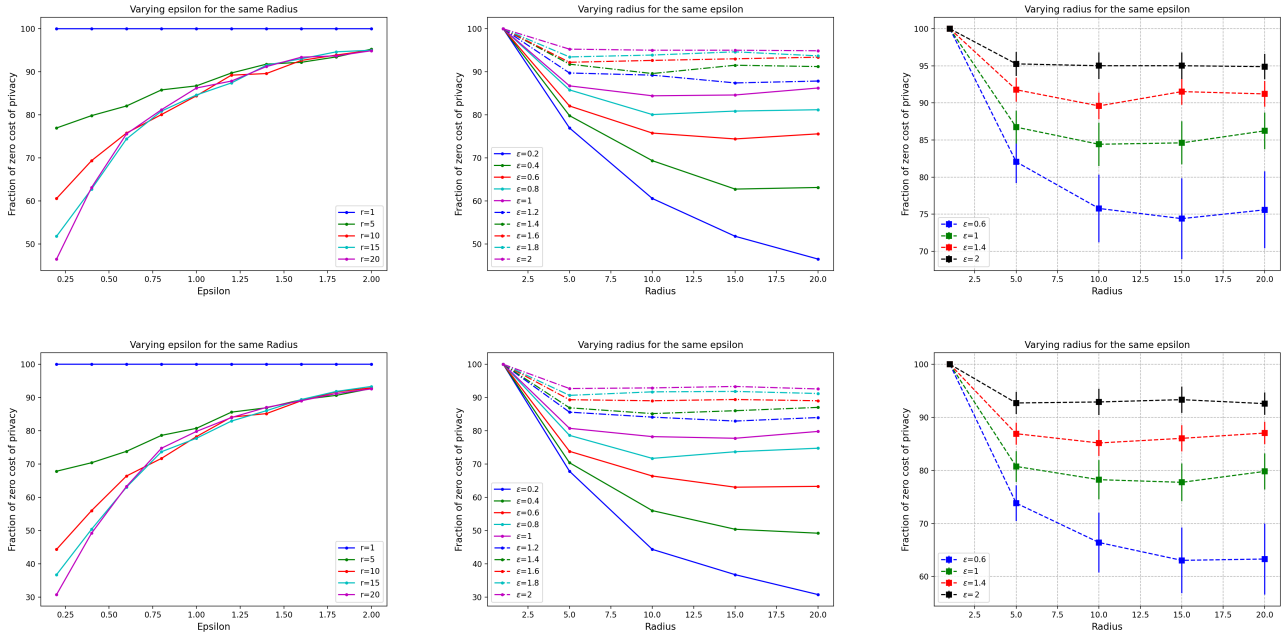 Varying epsilon for the same Radius
Fraction of zero cost of privacy
100
90
80
70
60
50
r=1
r=5
r=10
r=15
r=20
0.25 0.50 0.75 1.00 1.25 1.50 1.75 2.00
Epsilon
Varying radius for the same epsilon
Fraction of zero cost of privacy
100
90
80
70
60
50
ε=0.2
ε=0.4
ε=0.6
ε=0.8
ε=1
ε=1.2
ε=1.4
ε=1.6
ε=1.8
ε=2
2.5 5.0 7.5 10.0 12.5 15.0 17.5 20.0
Radius
Varying radius for the same epsilon
Fraction of zero cost of privacy
100
95
90
85
80
75
70
ε=0.6
ε=1
ε=1.4
ε=2
2.5 5.0 7.5 10.0 12.5 15.0 17.5 20.0
Radius
Varying epsilon for the same Radius
Fraction of zero cost of privacy
100
90
80
70
60
50
40
30
r=1
r=5
r=10
r=15
r=20
0.25 0.50 0.75 1.00 1.25 1.50 1.75 2.00
Epsilon
Varying radius for the same epsilon
Fraction of zero cost of privacy
100
90
80
70
60
50
40
30
ε=0.2
ε=0.4
ε=0.6
ε=0.8
ε=1
ε=1.2
ε=1.4
ε=1.6
ε=1.8
ε=2
2.5 5.0 7.5 10.0 12.5 15.0 17.5 20.0
Radius
Varying radius for the same epsilon
Fraction of zero cost of privacy
100
90
80
70
60
ε=0.6
ε=1
ε=1.4
ε=2
2.5 5.0 7.5 10.0 12.5 15.0 17.5 20.0
Radius